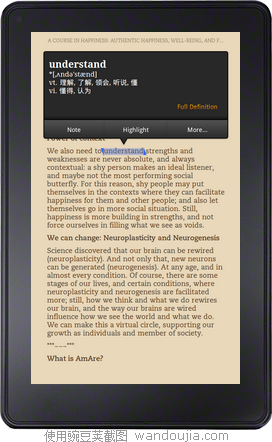 A COURSE IN HAPPINESS: AUTHENTIC HAPPINESS, WELL-BEING, AND F...
understand
*[,ʌndə'stænd]
vt. 理解, 了解, 领会, 听说, 懂
vi. 懂得, 认为
Full Definition
Note Highlight More...
Power of context
We also need to understand strengths and
weaknesses are never absolute, and always
contextual: a shy person makes an ideal listener,
and maybe not the most performing social
butterfly. For this reason, shy people may put
themselves in the contexts where they can facilitate
happiness for them and other people; and also let
themselves go in more social situation. Still,
happiness is more building in strengths, and not
force ourselves in filling what we see as voids.
We can change: Neuroplasticity and Neurogenesis
Science discovered that our brain can be rewired
(neuroplasticity). And not only that, new neurons
can be generated (neurogenesis). At any age, and in
almost every condition. Of course, there are some
stages of our lives, and certain conditions, where
neuroplasticity and neurogenesis are facilitated
more; still, how we think and what we do rewires
our brain, and the way our brains are wired
influence how we see the world and what we do.
We can make this a virtual circle, supporting our
growth as individuals and member of society.
***_._._***
What is AmAre?
使用豌豆荚截图 wandoujia.com